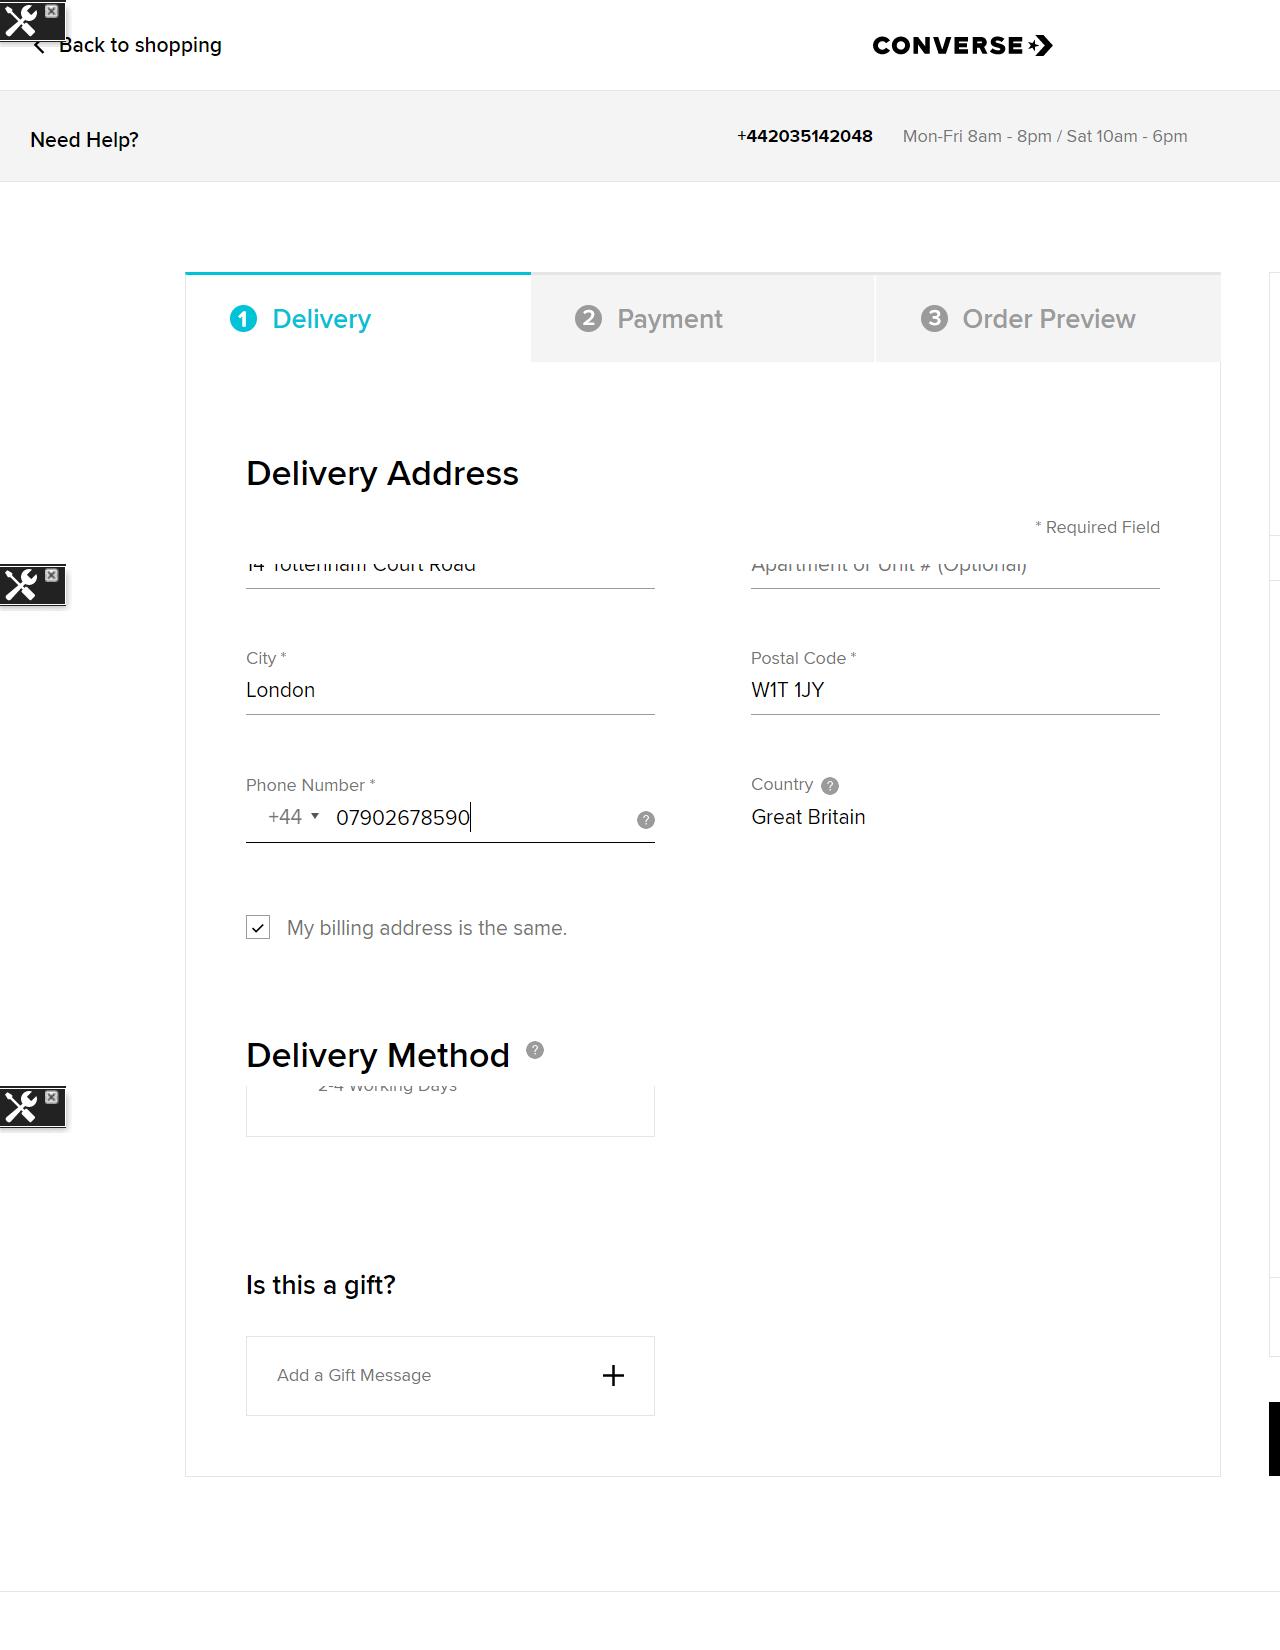 Back to shopping
CONVERSE
Need Help?
+442035142048 Mon-Fri 8am - 8pm / Sat 10am - 6pm
1 Delivery
2 Payment
3 Order Preview
Delivery Address
* Required Field
14 Tottenham Court Road
Apartment or Unit # (Optional)
City *
London
Postal Code *
W1T 1JY
Phone Number *
+44 07902678590 ?
Country ?
Great Britain
My billing address is the same.
Delivery Method ?
2-4 Working Days
Is this a gift?
Add a Gift Message +